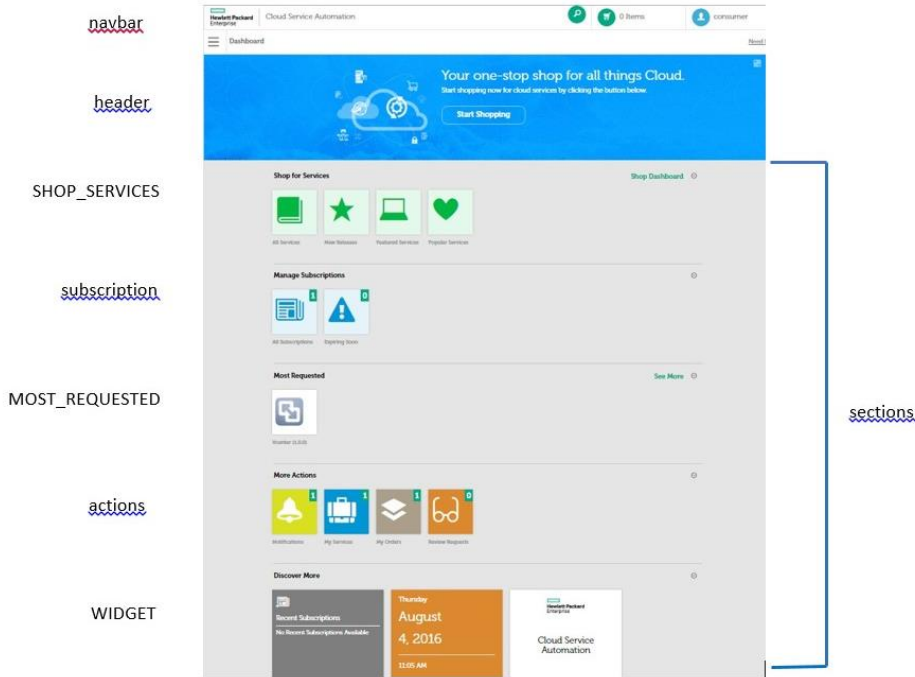 navbar
Hewlett Packard
Enterprise
Cloud Service Automation
0 Items
consumer
Dashboard
Need
header
Your one-stop shop for all things Cloud.
Start shopping now for cloud services by clicking the button below.
Start Shopping
SHOP_SERVICES
Shop for Services
Shop Dashboard
All Services
New Releases
Featured Services
Popular Services
subscription
Manage Subscriptions
1
0
All Subscriptions
Expiring Soon
MOST_REQUESTED
Most Requested
See More
sections
actions
More Actions
1
1
1
0
Notifications
My Services
My Orders
Review Requests
WIDGET
Discover More
Recent Subscriptions
No Recent Subscriptions Available
Thursday
August
4, 2016
11:05 AM
Hewlett Packard
Enterprise
Cloud Service
Automation